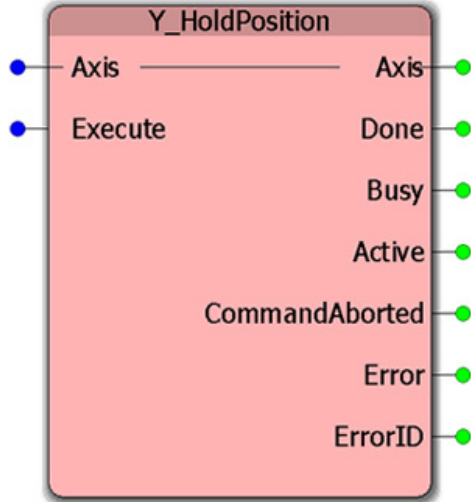 Y_HoldPosition
Axis Axis
Execute Done
Busy
Active
CommandAborted
Error
ErrorID